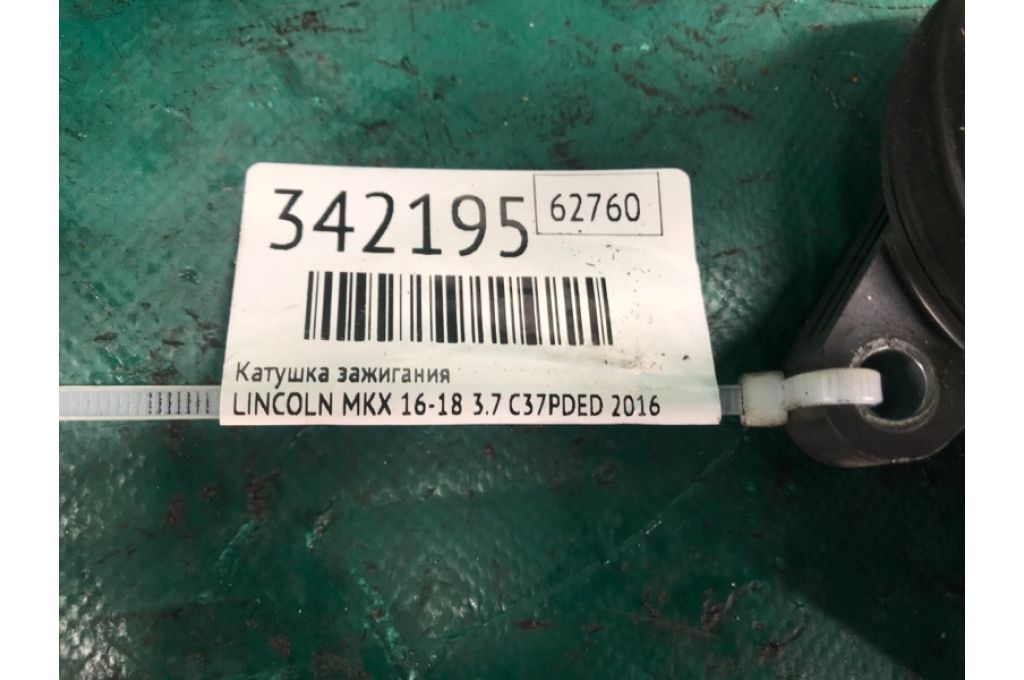 342195
62760
Катушка зажигания
LINCOLN MKX 16-18 3.7 C37PDED 2016